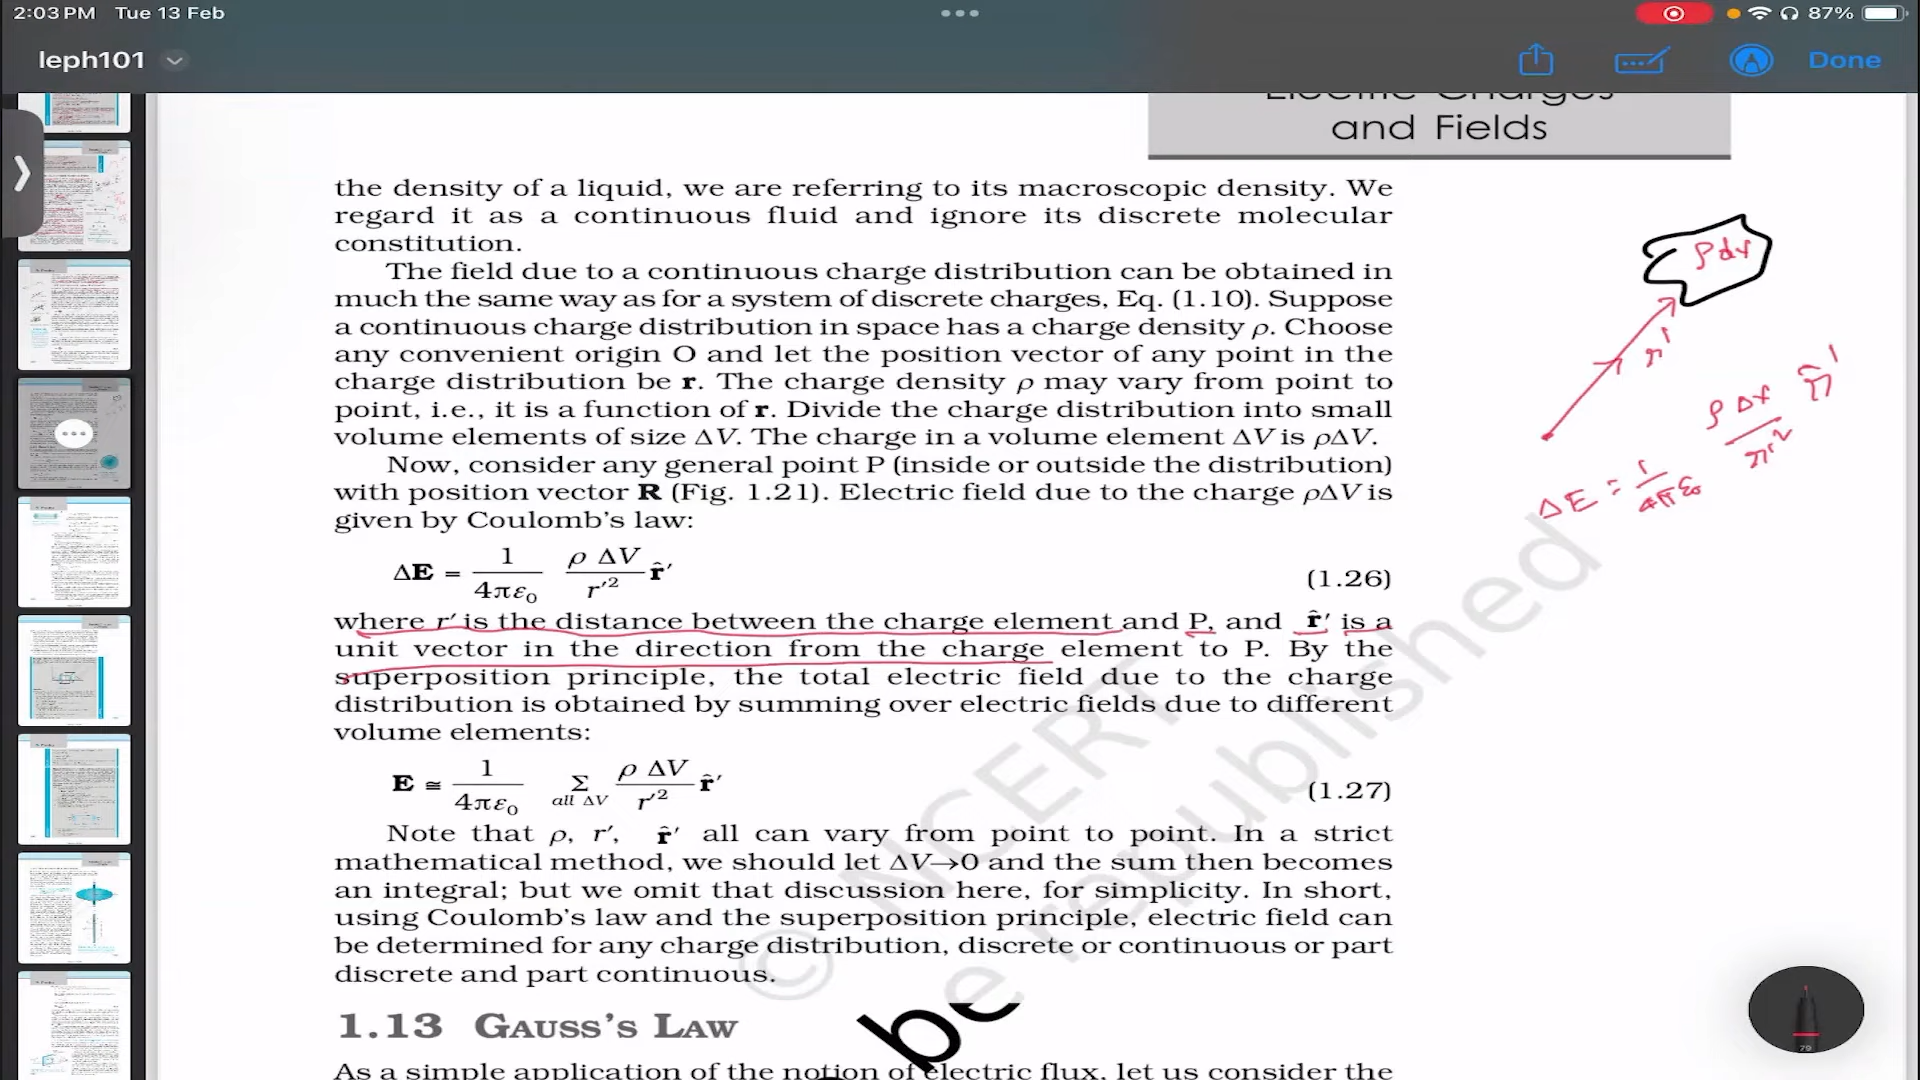 2:03 PM Tue 13 Feb
87%
leph101
Done
Electric Charges
and Fields
the density of a liquid, we are referring to its macroscopic density. We
regard it as a continuous fluid and ignore its discrete molecular
constitution.
The field due to a continuous charge distribution can be obtained in
much the same way as for a system of discrete charges, Eq. (1.10). Suppose
a continuous charge distribution in space has a charge density ρ. Choose
any convenient origin O and let the position vector of any point in the
charge distribution be r. The charge density ρ may vary from point to
point, i.e., it is a function of r. Divide the charge distribution into small
volume elements of size ΔV. The charge in a volume element ΔV is ρΔV.
Now, consider any general point P (inside or outside the distribution)
with position vector R (Fig. 1.21). Electric field due to the charge ρΔV is
given by Coulomb's law:
ΔE = 1/4πε₀ ρ ΔV/r'² r̂' (1.26)
where r' is the distance between the charge element and P, and r̂' is a
unit vector in the direction from the charge element to P. By the
superposition principle, the total electric field due to the charge
distribution is obtained by summing over electric fields due to different
volume elements:
E ≅ 1/4πε₀ Σ all ΔV ρ ΔV/r'² r̂' (1.27)
Note that ρ, r', r̂' all can vary from point to point. In a strict
mathematical method, we should let ΔV→0 and the sum then becomes
an integral; but we omit that discussion here, for simplicity. In short,
using Coulomb's law and the superposition principle, electric field can
be determined for any charge distribution, discrete or continuous or part
discrete and part continuous.
1.13 GAUSS'S LAW
As a simple application of the notion of electric flux, let us consider the
ρdv
r'
ΔE = 1/4πε₀ ρ Δv/r'² r̂'
© NCERT
be republished
be
79